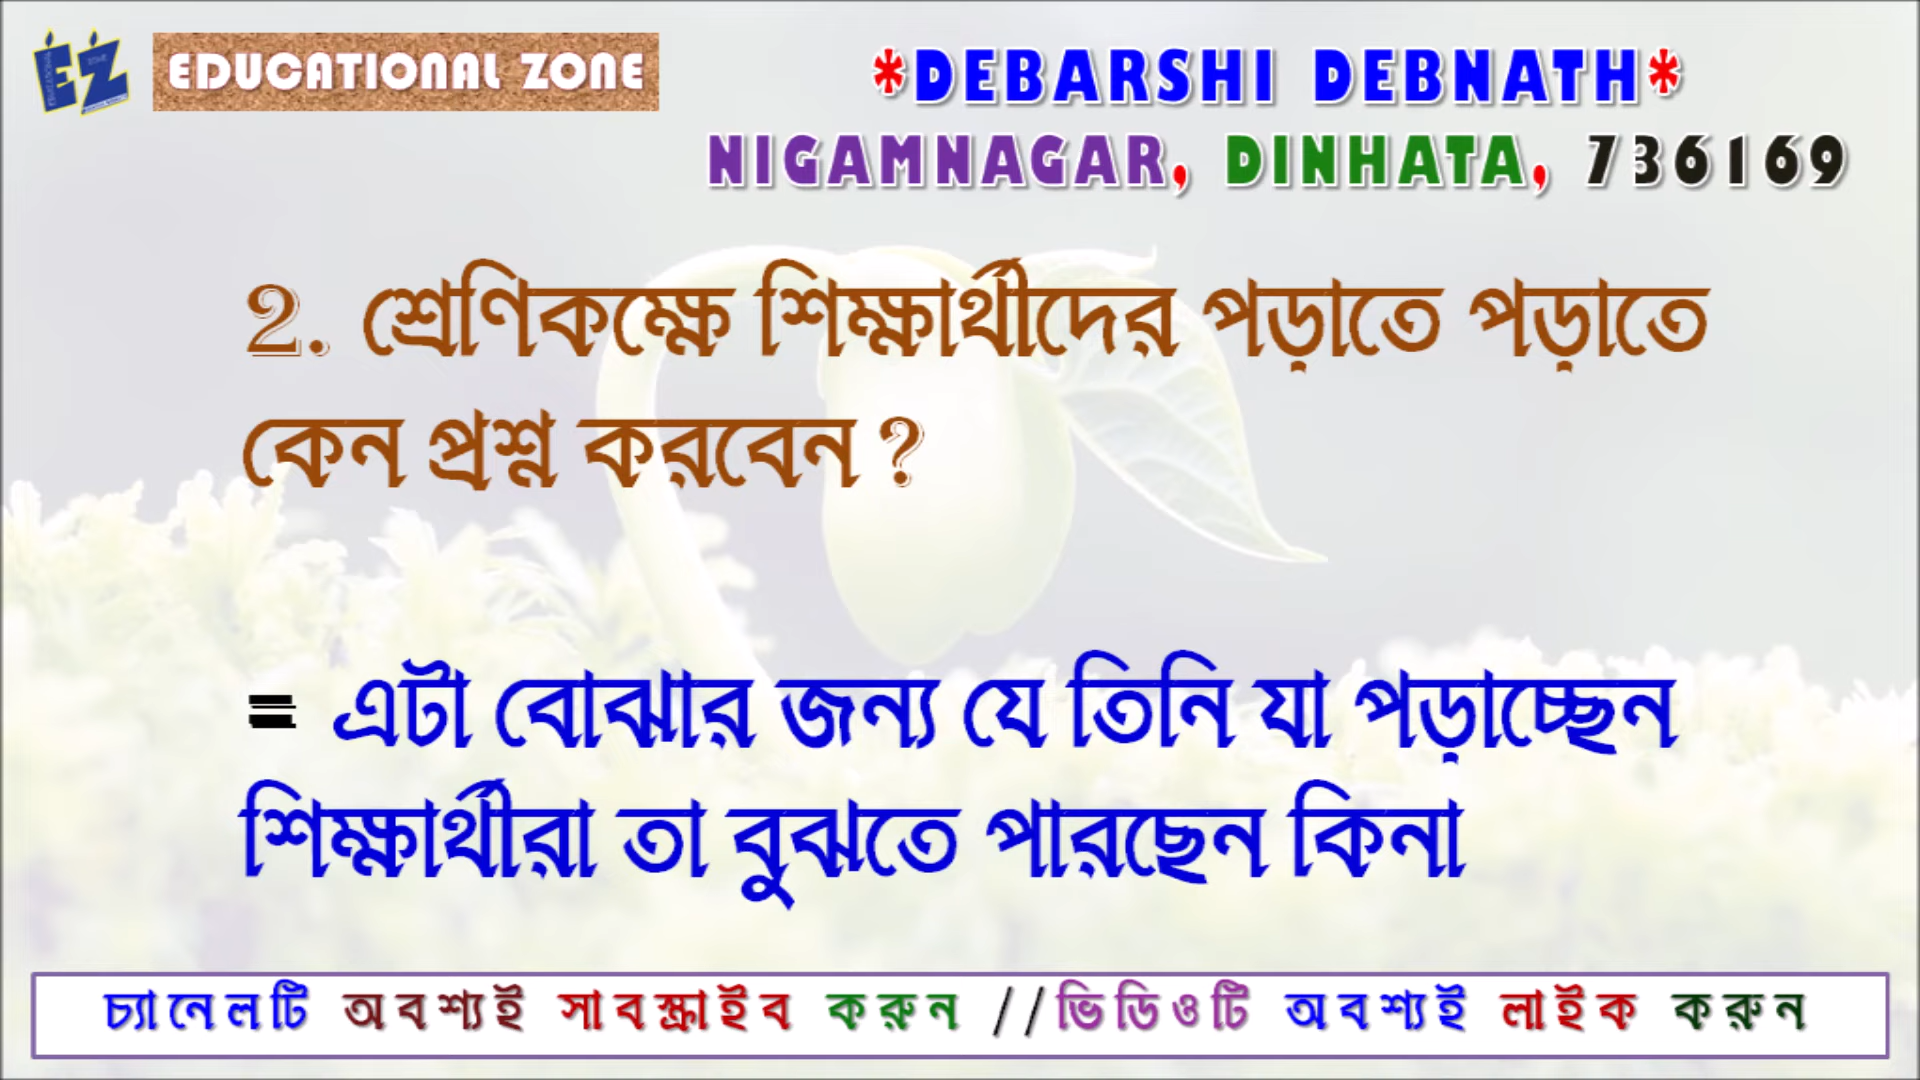 EZ EDUCATIONAL ZONE
*DEBARSHI DEBNATH*
NIGAMNAGAR, DINHATA, 736169
2. শ্রেণিকক্ষে শিক্ষার্থীদের পড়াতে পড়াতে
কেন প্রশ্ন করবেন ?
= এটা বোঝার জন্য যে তিনি যা পড়াচ্ছেন
শিক্ষার্থীরা তা বুঝতে পারছেন কিনা
চ্যানেলটি অবশ্যই সাবস্ক্রাইব করুন //ভিডিওটি অবশ্যই লাইক করুন